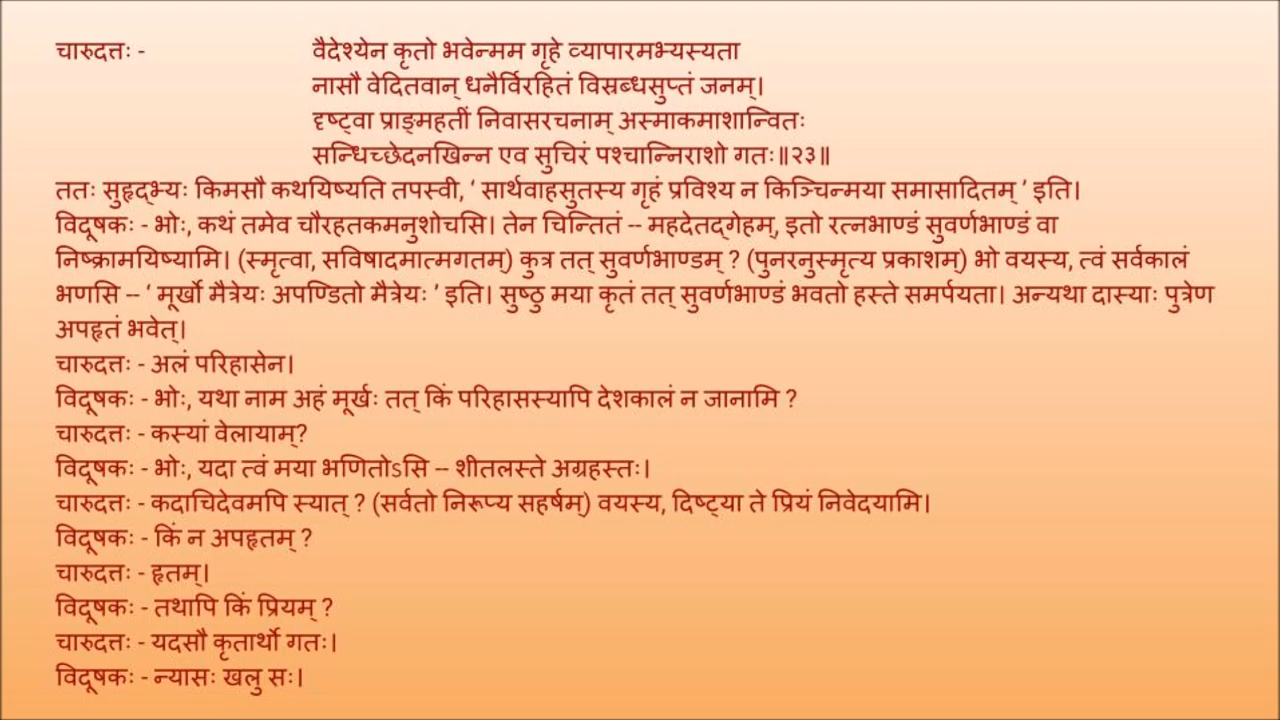 चारुदत्तः - वैदेश्येन कृतो भवेन्मम गृहे व्यापारमभ्यस्यता
नासौ वेदितवान् धनैर्विरहितं विस्रब्धसुप्तं जनम्।
दृष्ट्वा प्राङ्महतीं निवासरचनाम् अस्माकमाशान्वितः
सन्धिच्छेदनखिन्न एव सुचिरं पश्चान्निराशो गतः॥२३॥
ततः सुहृद्भ्यः किमसौ कथयिष्यति तपस्वी, ‘ सार्थवाहसुतस्य गृहं प्रविश्य न किञ्चिन्मया समासादितम् ’ इति।
विदूषकः - भोः, कथं तमेव चौरहतकमनुशोचसि। तेन चिन्तितं -- महदेतद्गेहम्, इतो रत्नभाण्डं सुवर्णभाण्डं वा
निष्क्रामयिष्यामि। (स्मृत्वा, सविषादमात्मगतम्) कुत्र तत् सुवर्णभाण्डम् ? (पुनरनुस्मृत्य प्रकाशम्) भो वयस्य, त्वं सर्वकालं
भणसि -- ‘ मूर्खो मैत्रेयः अपण्डितो मैत्रेयः ’ इति। सुष्ठु मया कृतं तत् सुवर्णभाण्डं भवतो हस्ते समर्पयता। अन्यथा दास्याः पुत्रेण
अपहृतं भवेत्।
चारुदत्तः - अलं परिहासेन।
विदूषकः - भोः, यथा नाम अहं मूर्खः तत् किं परिहासस्यापि देशकालं न जानामि ?
चारुदत्तः - कस्यां वेलायाम्?
विदूषकः - भोः, यदा त्वं मया भणितोऽसि -- शीतलस्ते अग्रहस्तः।
चारुदत्तः - कदाचिदेवमपि स्यात् ? (सर्वतो निरूप्य सहर्षम्) वयस्य, दिष्ट्या ते प्रियं निवेदयामि।
विदूषकः - किं न अपहृतम् ?
चारुदत्तः - हृतम्।
विदूषकः - तथापि किं प्रियम् ?
चारुदत्तः - यदसौ कृतार्थो गतः।
विदूषकः - न्यासः खलु सः।